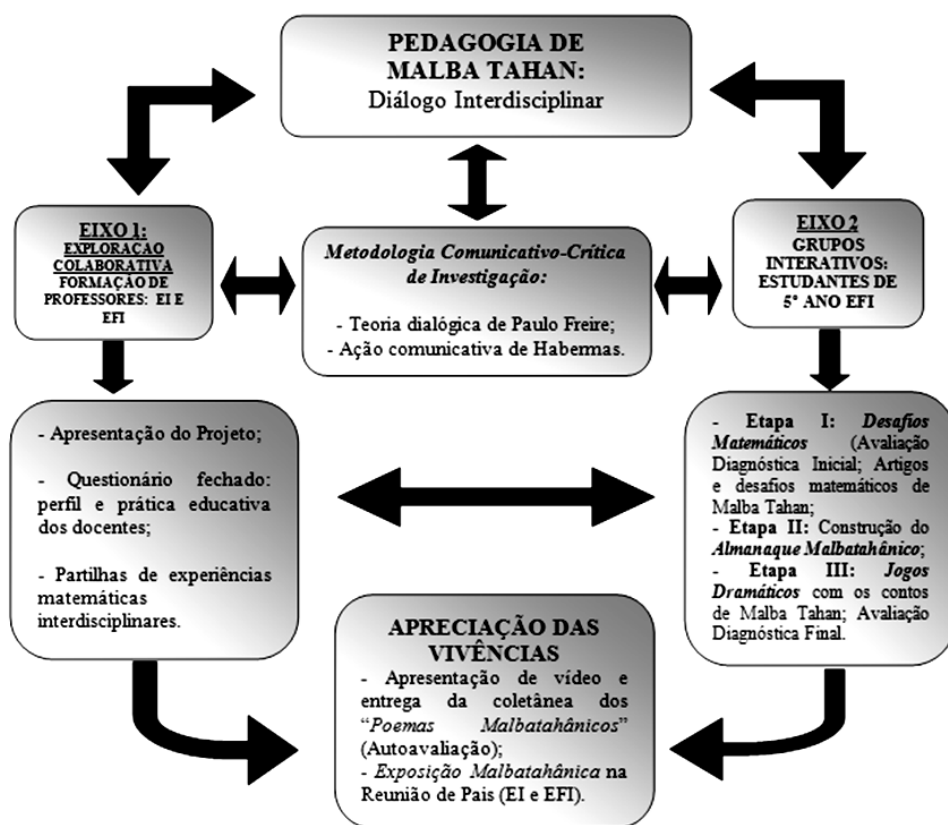 PEDAGOGIA DE
MALBA TAHAN:
Diálogo Interdisciplinar
EIXO 1:
EXPLORAÇÃO
COLABORATIVA
FORMAÇÃO DE
PROFESSORES: EI E
EFI
Metodologia Comunicativo-Crítica
de Investigação:
- Teoria dialógica de Paulo Freire;
- Ação comunicativa de Habermas.
EIXO 2
GRUPOS
INTERATIVOS:
ESTUDANTES DE
5° ANO EFI
- Apresentação do Projeto;
- Questionário fechado:
perfil e prática educativa
dos docentes;
- Partilhas de experiências
matemáticas
interdisciplinares.
- Etapa I: Desafios
Matemáticos (Avaliação
Diagnóstica Inicial; Artigos
e desafios matemáticos de
Malba Tahan;
- Etapa II: Construção do
Almanaque Malbatahânico;
- Etapa III: Jogos
Dramáticos com os contos
de Malba Tahan; Avaliação
Diagnóstica Final.
APRECIAÇÃO DAS
VIVÊNCIAS
- Apresentação de vídeo e
entrega da coletânea dos
“Poemas Malbatahânicos”
(Autoavaliação);
- Exposição Malbatahânica na
Reunião de Pais (EI e EFI).